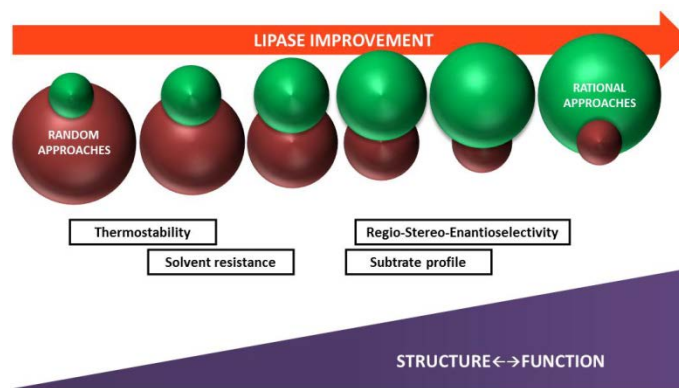 LIPASE IMPROVEMENT
RANDOM
APPROACHES
RATIONAL
APPROACHES
Thermostability
Regio-Stereo-Enantioselectivity
Solvent resistance
Subtrate profile
STRUCTURE←→FUNCTION